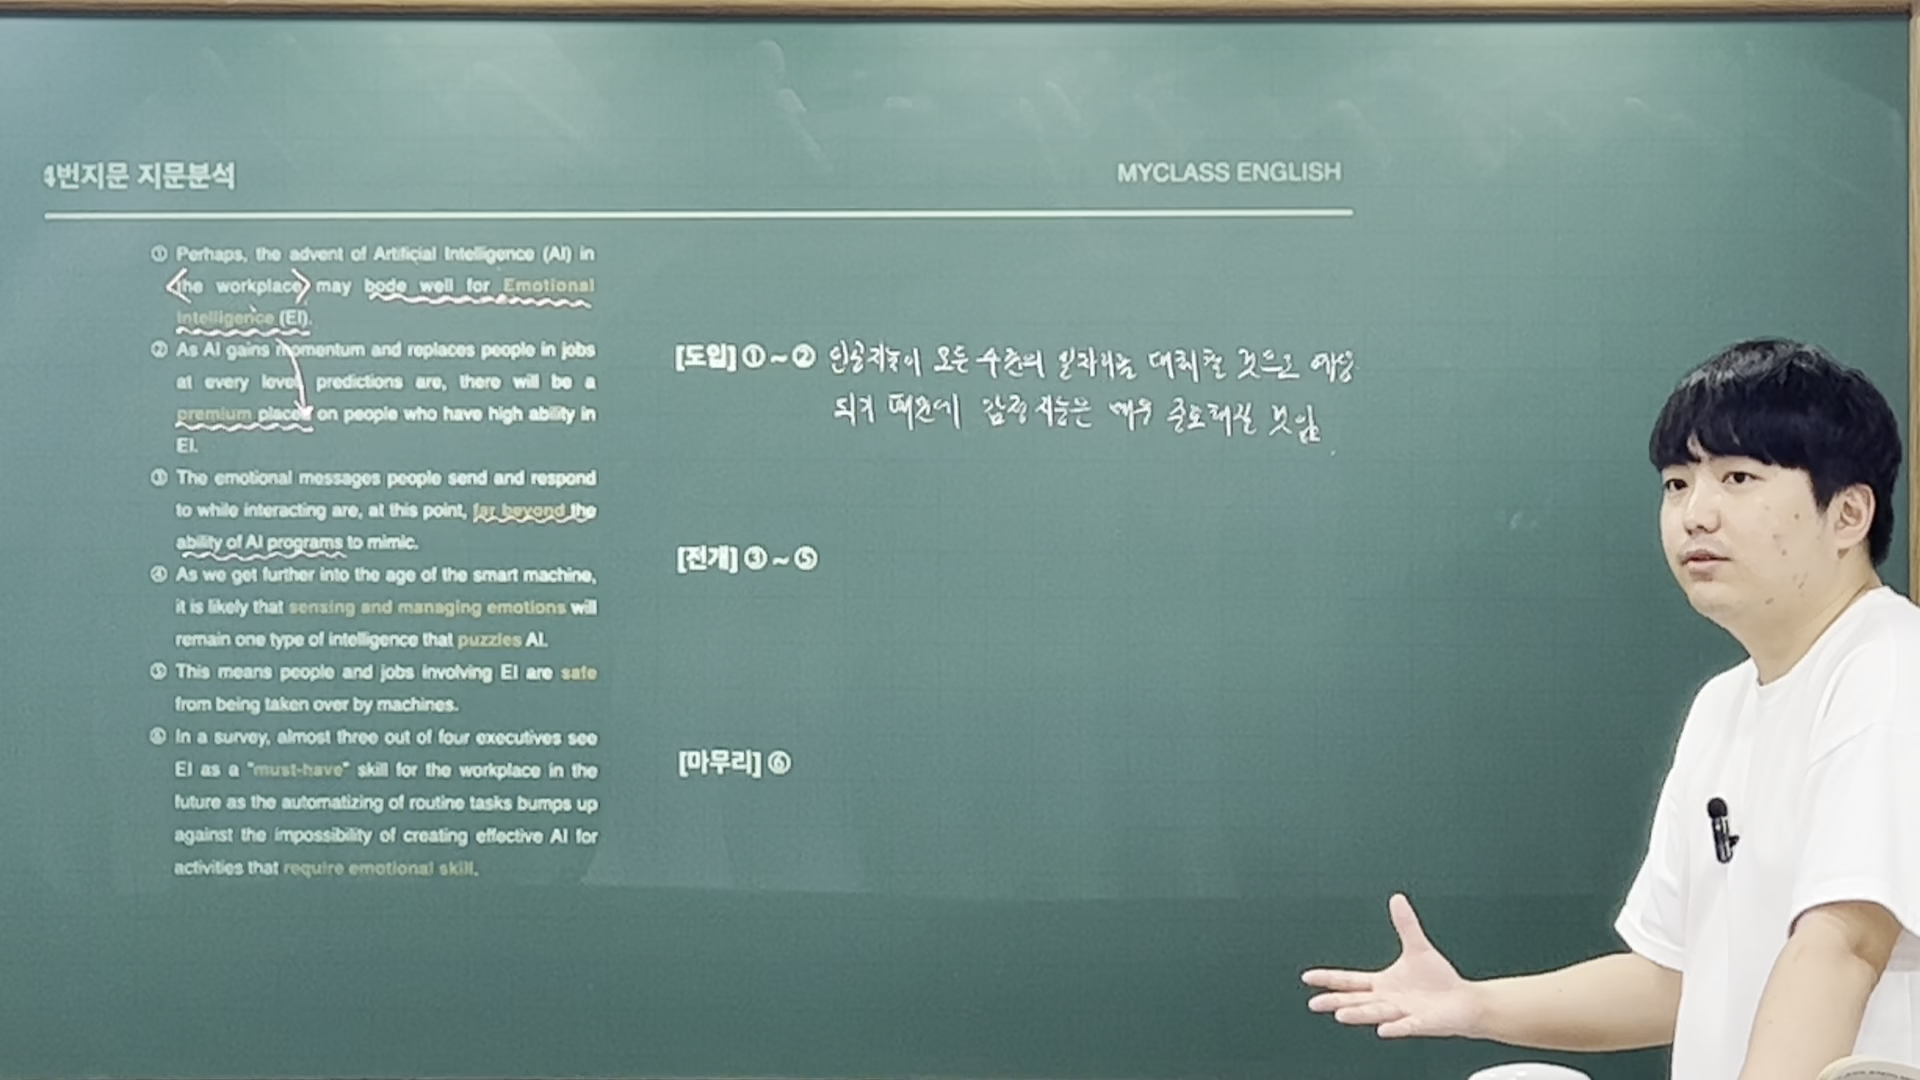 4번지문 지문분석
MYCLASS ENGLISH
① Perhaps, the advent of Artificial Intelligence (AI) in
the workplace may bode well for Emotional
Intelligence (EI).
② As AI gains momentum and replaces people in jobs
at every level, predictions are, there will be a
premium placed on people who have high ability in
EI.
③ The emotional messages people send and respond
to while interacting are, at this point, far beyond the
ability of AI programs to mimic.
④ As we get further into the age of the smart machine,
it is likely that sensing and managing emotions will
remain one type of intelligence that puzzles AI.
⑤ This means people and jobs involving EI are safe
from being taken over by machines.
⑥ In a survey, almost three out of four executives see
EI as a "must-have" skill for the workplace in the
future as the automatizing of routine tasks bumps up
against the impossibility of creating effective AI for
activities that require emotional skill.
[도입] ① ~ ② 인공지능이 모든 수준의 일자리를 대체할 것으로 예상
되기 때문에 감정지능은 매우 중요해질 것임.
[전개] ③ ~ ⑤
[마무리] ⑥